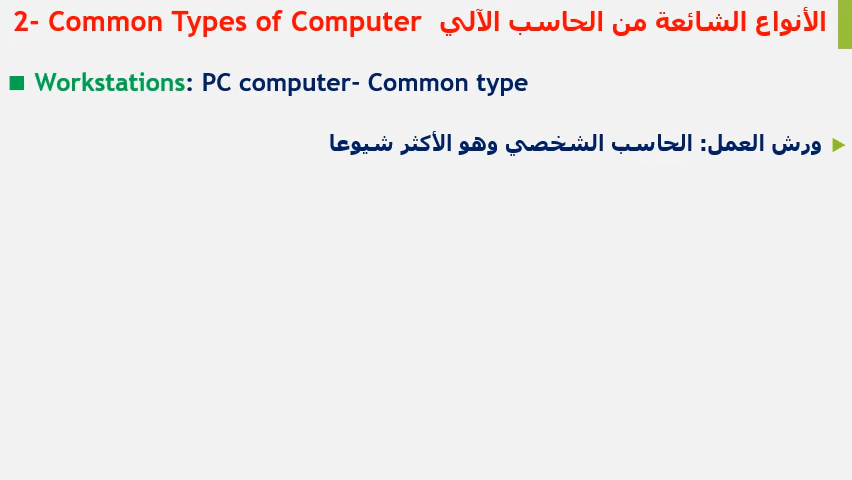 2- Common Types of Computer الأنواع الشائعة من الحاسب الآلي
Workstations: PC computer- Common type
ورش العمل: الحاسب الشخصي وهو الأكثر شيوعا